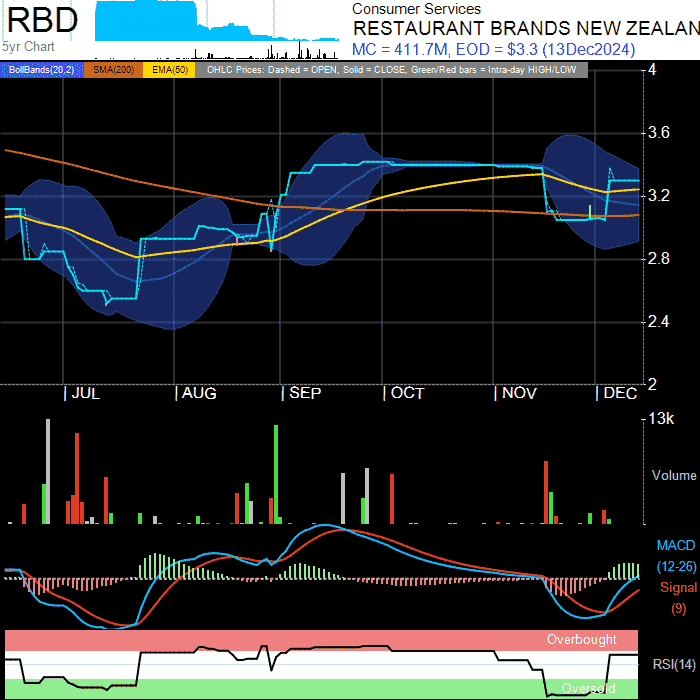 RBD
5yr Chart
Consumer Services
RESTAURANT BRANDS NEW ZEALAN
MC = 411.7M, EOD = $3.3 (13Dec2024)
BollBands(20,2) SMA(200) EMA(50) OHLC Prices: Dashed = OPEN, Solid = CLOSE, Green/Red bars = Intra-day HIGH/LOW
4
3.6
3.2
2.8
2.4
2
| JUL | AUG | SEP | OCT | NOV | DEC
13k
Volume
MACD
(12-26)
Signal
(9)
Overbought
RSI(14)
Oversold